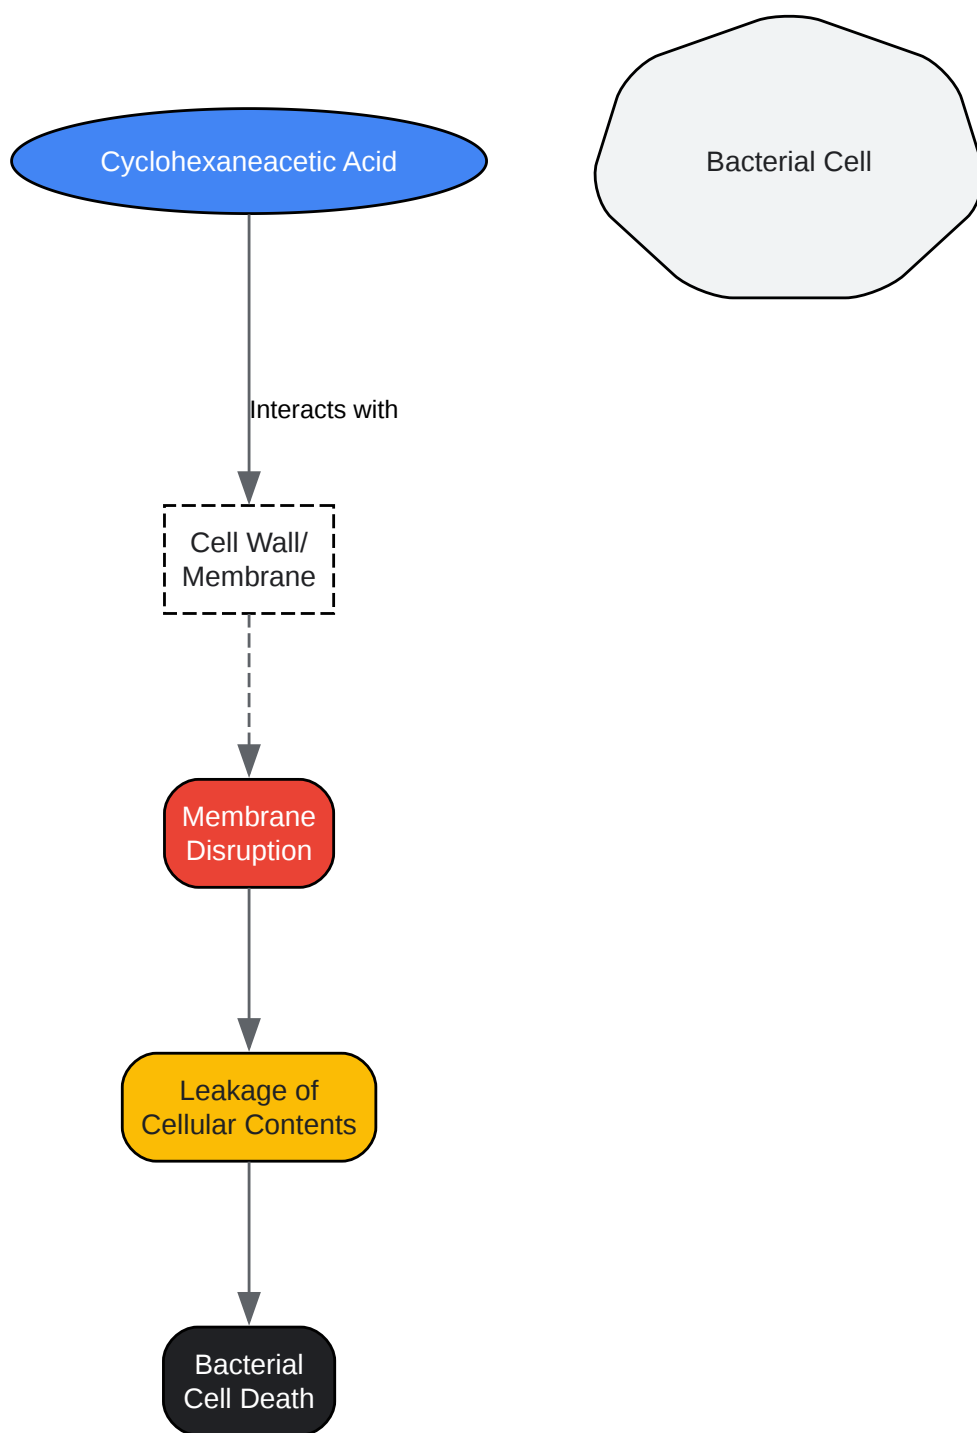 Cyclohexaneacetic Acid
Bacterial Cell
Interacts with
Cell Wall/
Membrane
Membrane
Disruption
Leakage of
Cellular Contents
Bacterial
Cell Death